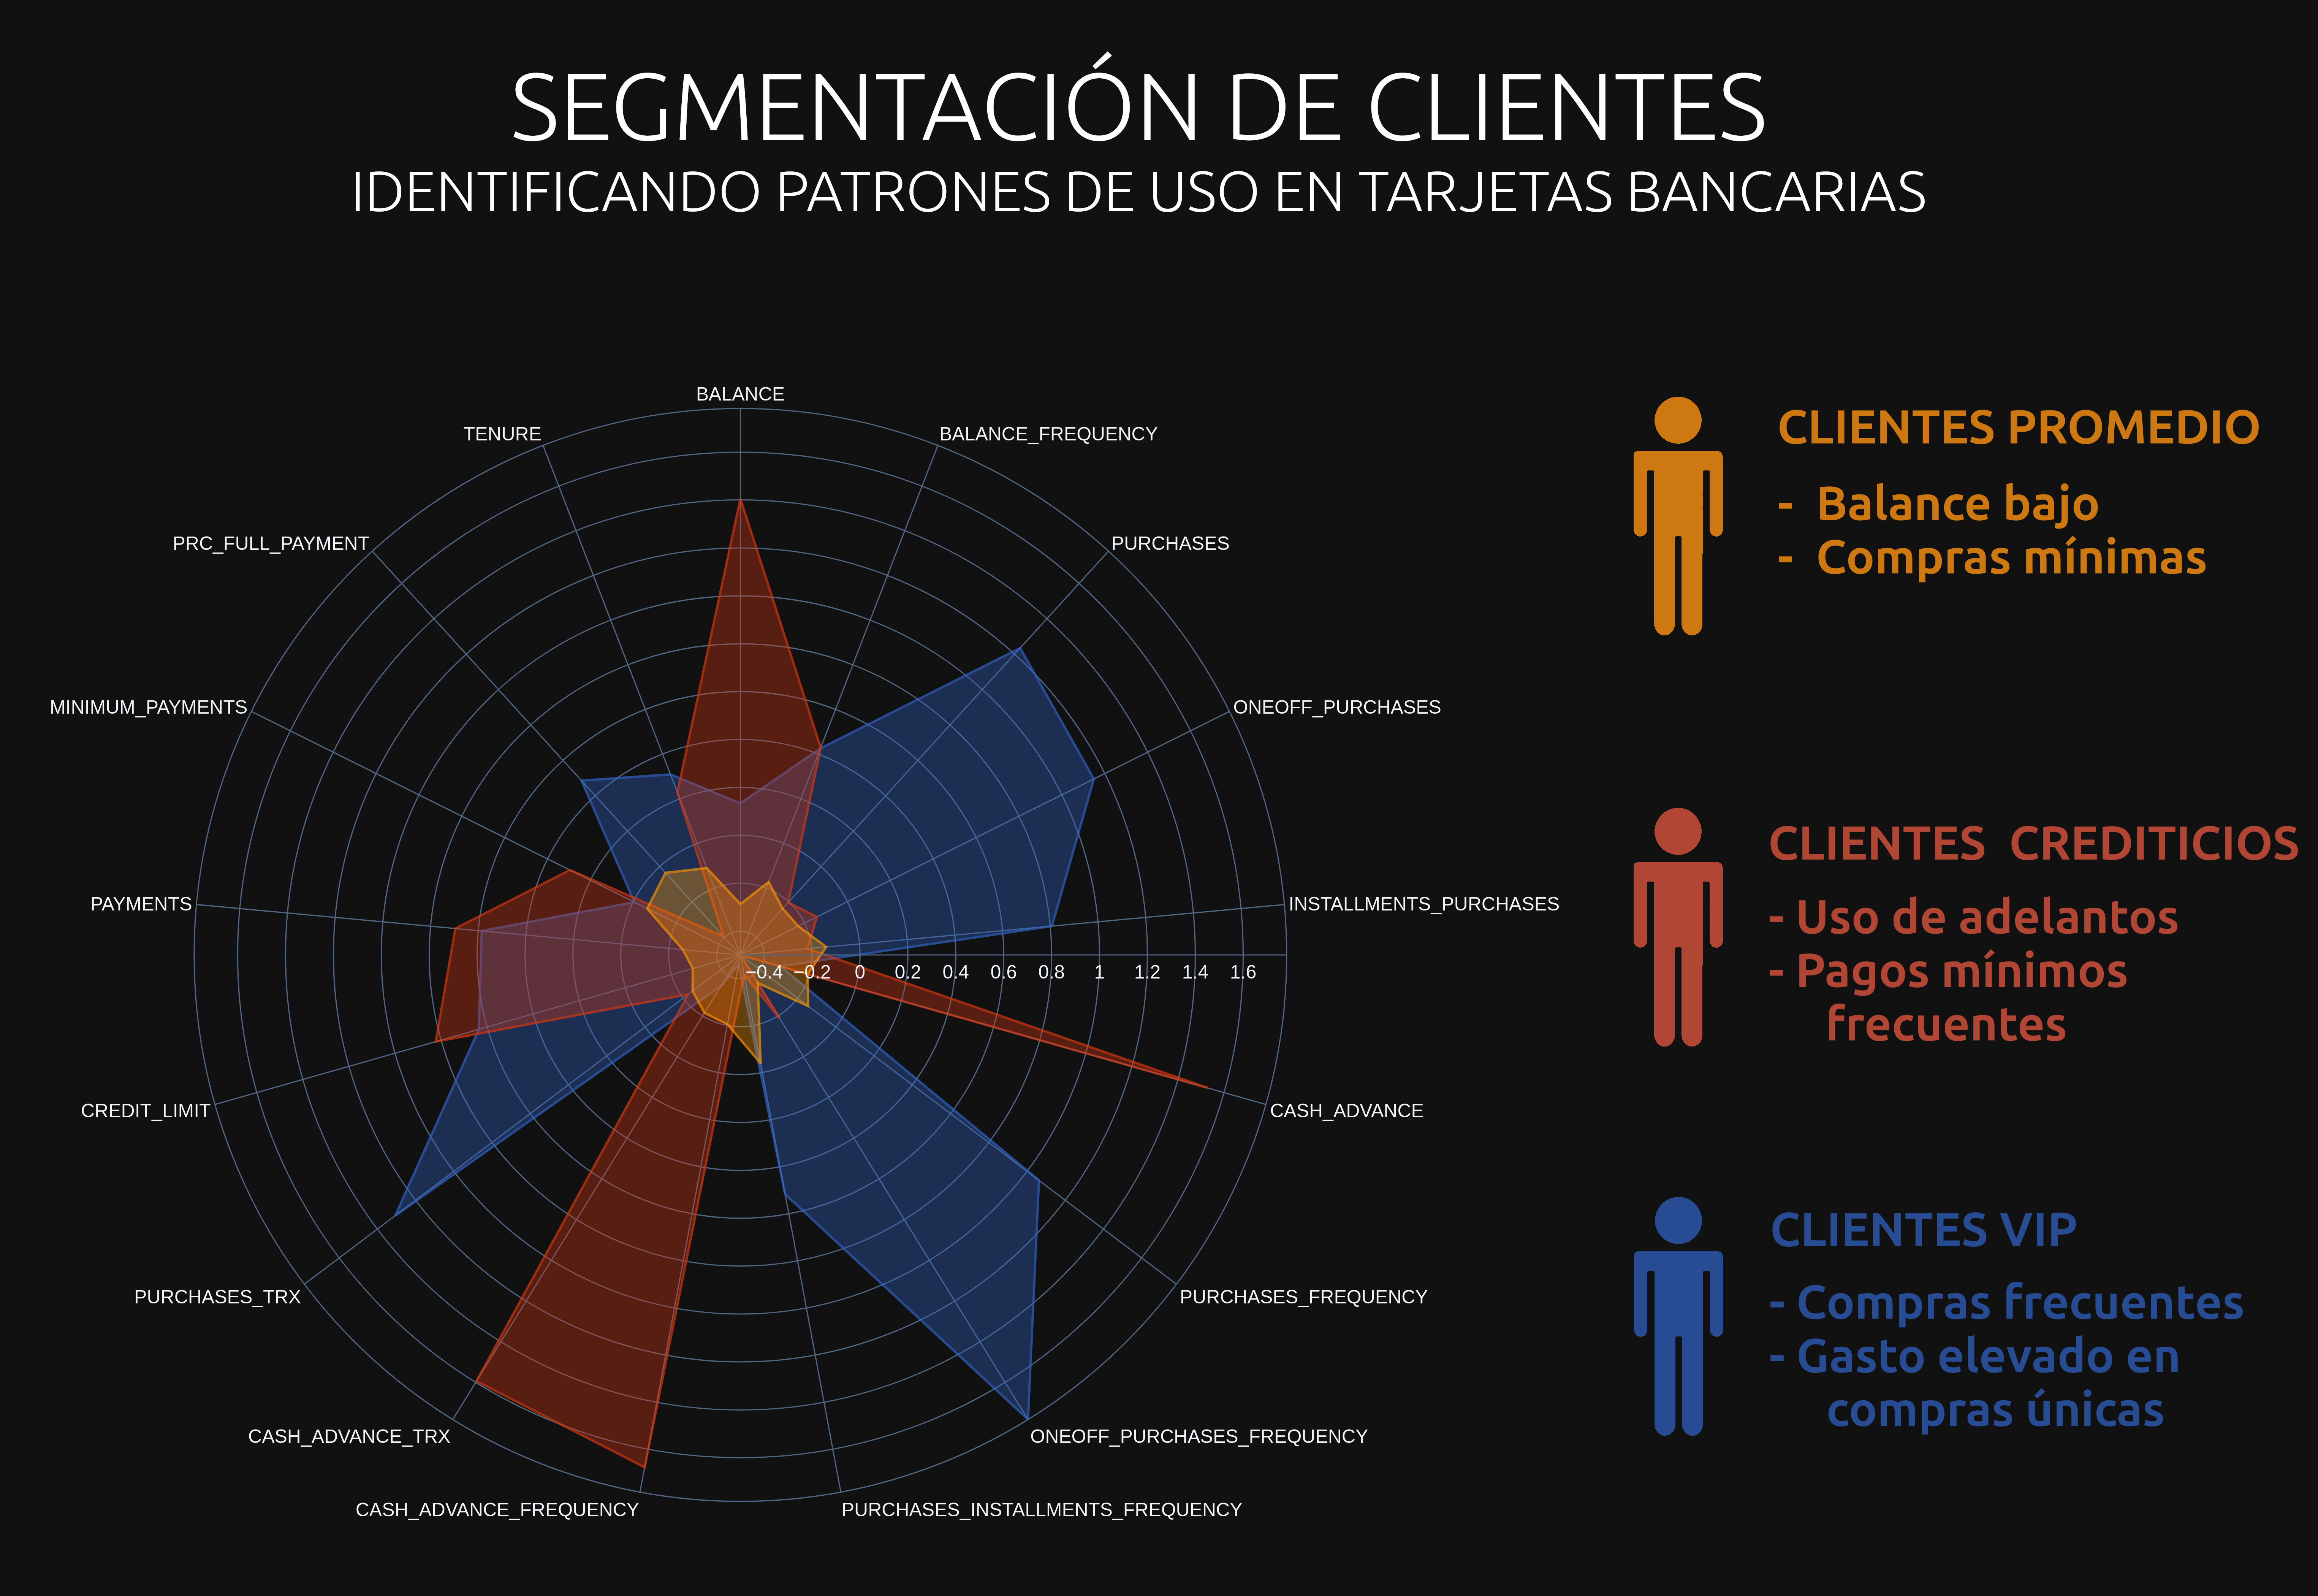 SEGMENTACIÓN DE CLIENTES
IDENTIFICANDO PATRONES DE USO EN TARJETAS BANCARIAS
BALANCE
TENURE
BALANCE_FREQUENCY
PRC_FULL_PAYMENT
PURCHASES
MINIMUM_PAYMENTS
ONEOFF_PURCHASES
PAYMENTS
INSTALLMENTS_PURCHASES
−0.4 −0.2 0 0.2 0.4 0.6 0.8 1 1.2 1.4 1.6
CREDIT_LIMIT
CASH_ADVANCE
PURCHASES_TRX
PURCHASES_FREQUENCY
CASH_ADVANCE_TRX
ONEOFF_PURCHASES_FREQUENCY
CASH_ADVANCE_FREQUENCY
PURCHASES_INSTALLMENTS_FREQUENCY
CLIENTES PROMEDIO
- Balance bajo
- Compras mínimas
CLIENTES CREDITICIOS
- Uso de adelantos
- Pagos mínimos
frecuentes
CLIENTES VIP
- Compras frecuentes
- Gasto elevado en
compras únicas